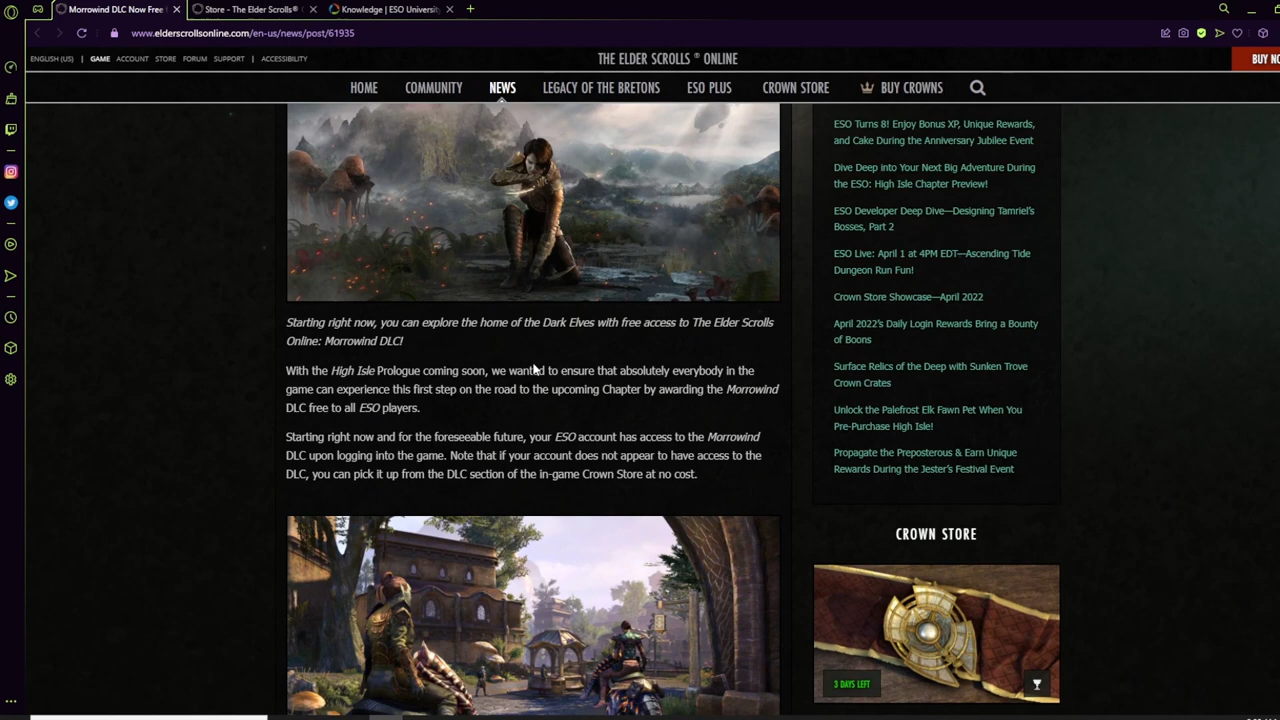 Morrowind DLC Now Free
Store - The Elder Scrolls®
Knowledge | ESO Universit
www.elderscrollsonline.com/en-us/news/post/61935
ENGLISH (US) | GAME ACCOUNT STORE FORUM SUPPORT | ACCESSIBILITY
THE ELDER SCROLLS ® ONLINE
BUY NO
HOME COMMUNITY NEWS LEGACY OF THE BRETONS ESO PLUS CROWN STORE BUY CROWNS
Starting right now, you can explore the home of the Dark Elves with free access to The Elder Scrolls
Online: Morrowind DLC!
With the High Isle Prologue coming soon, we wanted to ensure that absolutely everybody in the
game can experience this first step on the road to the upcoming Chapter by awarding the Morrowind
DLC free to all ESO players.
Starting right now and for the foreseeable future, your ESO account has access to the Morrowind
DLC upon logging into the game. Note that if your account does not appear to have access to the
DLC, you can pick it up from the DLC section of the in-game Crown Store at no cost.
ESO Turns 8! Enjoy Bonus XP, Unique Rewards,
and Cake During the Anniversary Jubilee Event
Dive Deep into Your Next Big Adventure During
the ESO: High Isle Chapter Preview!
ESO Developer Deep Dive—Designing Tamriel's
Bosses, Part 2
ESO Live: April 1 at 4PM EDT—Ascending Tide
Dungeon Run Fun!
Crown Store Showcase—April 2022
April 2022's Daily Login Rewards Bring a Bounty
of Boons
Surface Relics of the Deep with Sunken Trove
Crown Crates
Unlock the Palefrost Elk Fawn Pet When You
Pre-Purchase High Isle!
Propagate the Preposterous & Earn Unique
Rewards During the Jester's Festival Event
CROWN STORE
3 DAYS LEFT